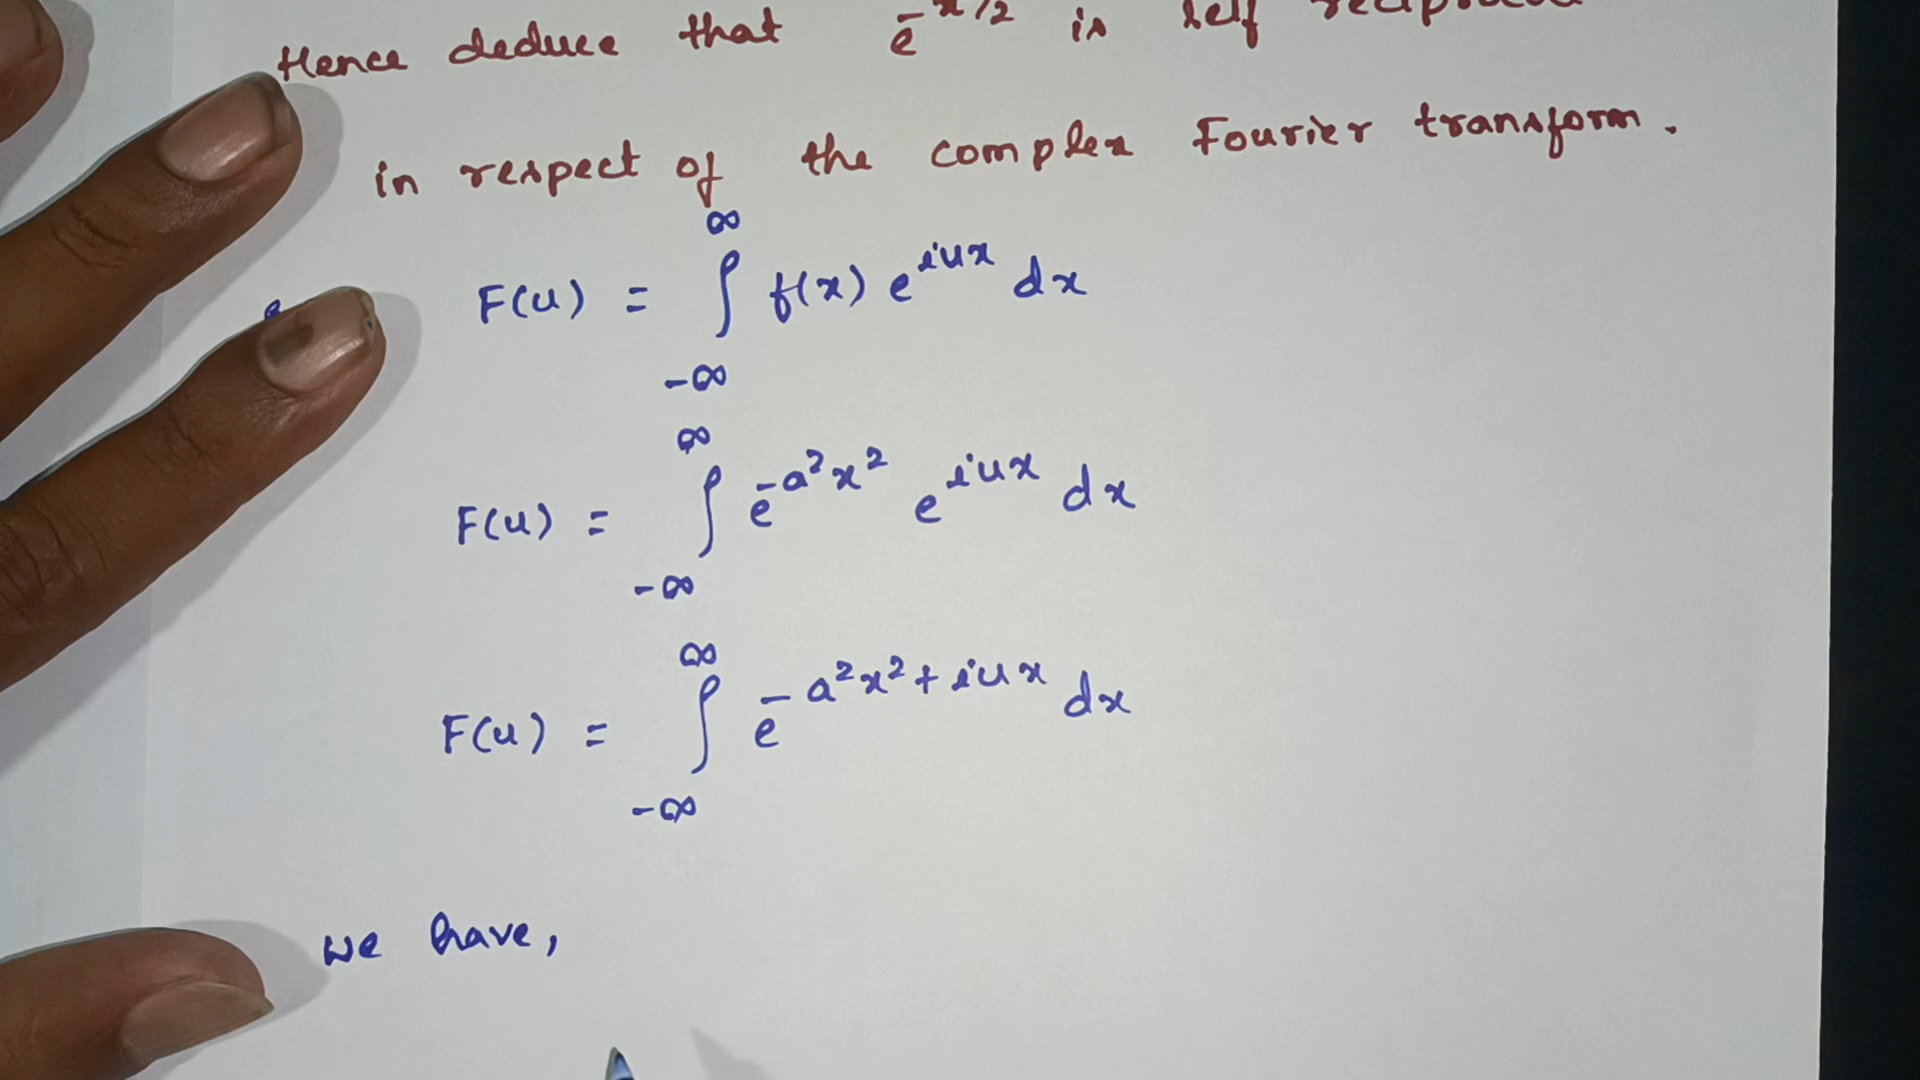 Hence deduce that e^-x/2 is self
in respect of the complex Fourier transform.
F(u) = ∫_{-∞}^{∞} f(x) e^{iux} dx
F(u) = ∫_{-∞}^{∞} e^{-a²x²} e^{iux} dx
F(u) = ∫_{-∞}^{∞} e^{-a²x²+iux} dx
we have,